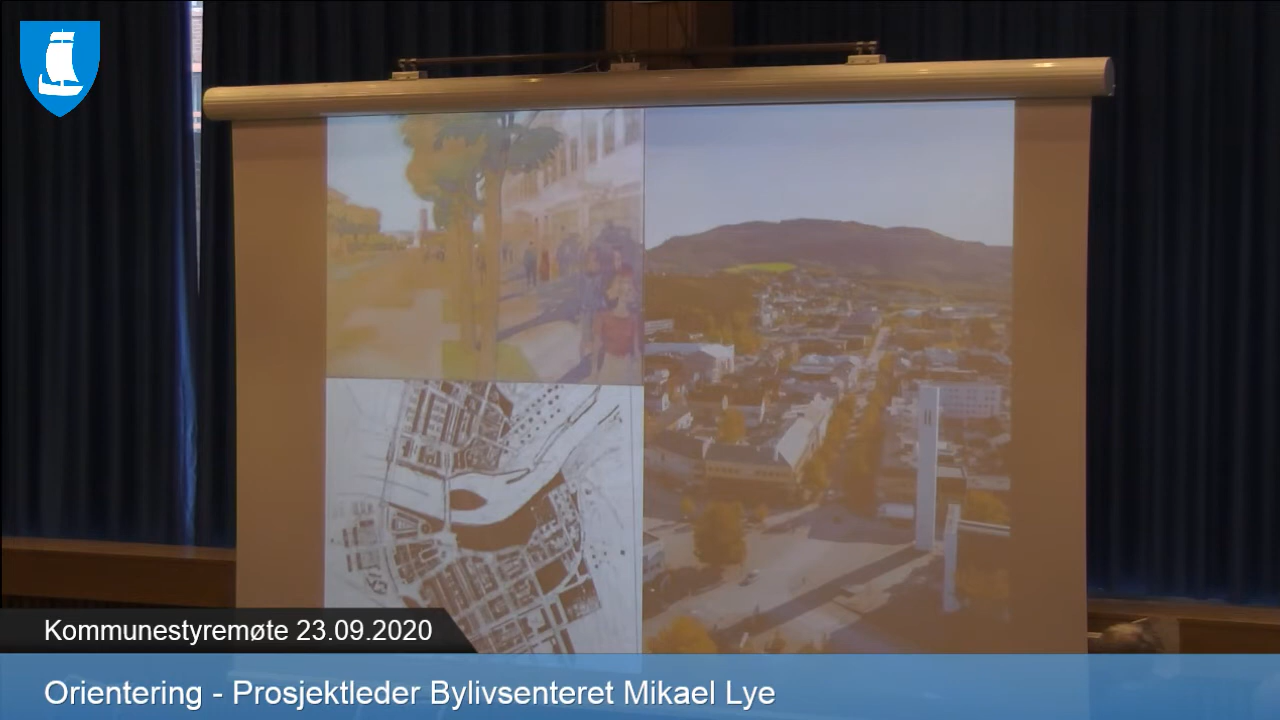 Kommunestyremøte 23.09.2020
Orientering - Prosjektleder Bylivsenteret Mikael Lye